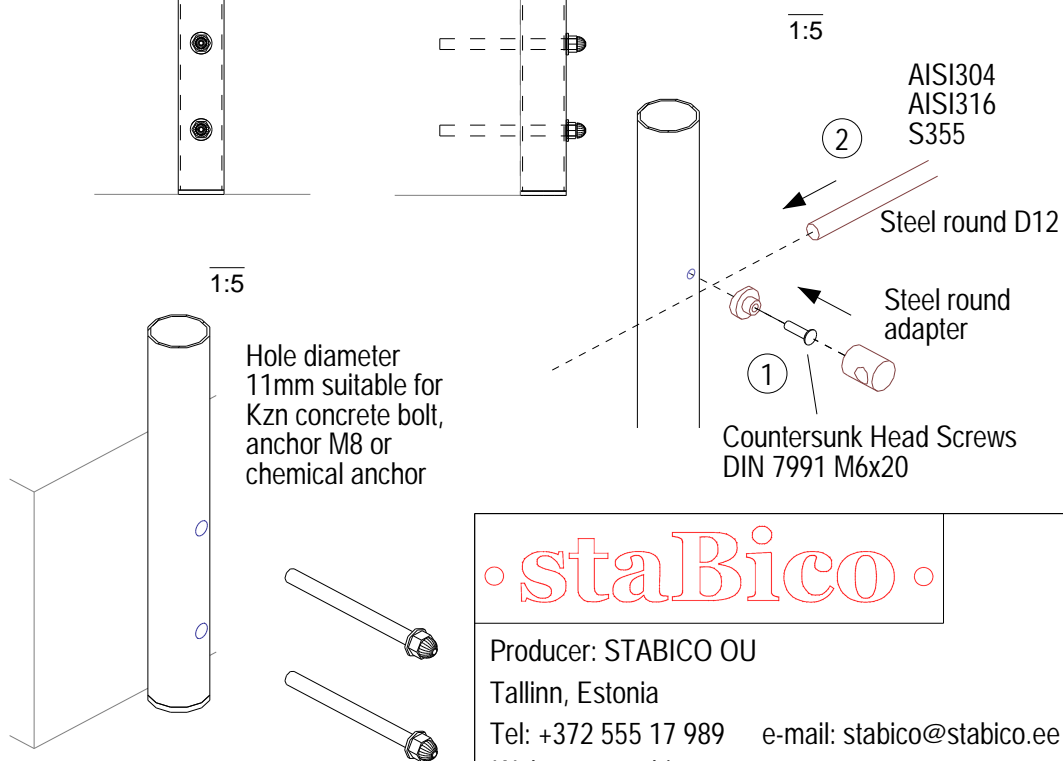 1:5
AISI304
AISI316
S355
2
Steel round D12
1:5
Steel round
adapter
Hole diameter
11mm suitable for
Kzn concrete bolt,
anchor M8 or
chemical anchor
1
Countersunk Head Screws
DIN 7991 M6x20
staBico
Producer: STABICO OU
Tallinn, Estonia
Tel: +372 555 17 989 e-mail: stabico@stabico.ee